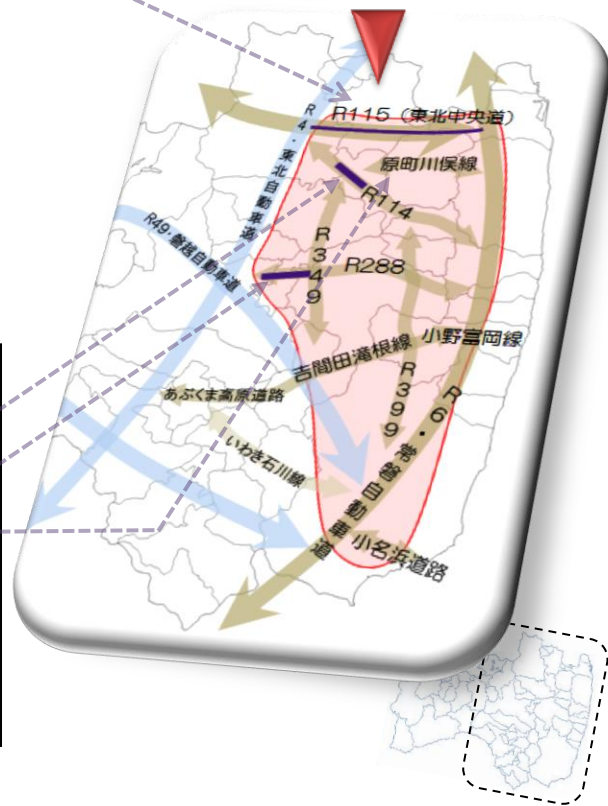 R115（東北中央道）
R4・東北自動車道
原町川俣線
R114
R49・磐越自動車道
R349
R288
小野富岡線
吉間田滝根線
あぶくま高原道路
R399
R6・常磐自動車道
いわき石川線
小名浜道路